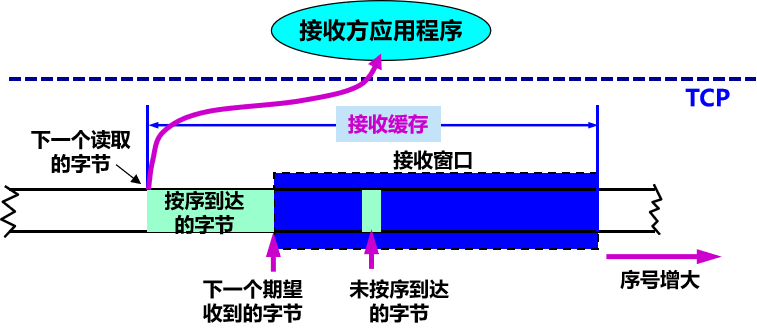 接收方应用程序
TCP
接收缓存
下一个读取
的字节
接收窗口
按序到达
的字节
下一个期望
收到的字节
未按序到达
的字节
序号增大